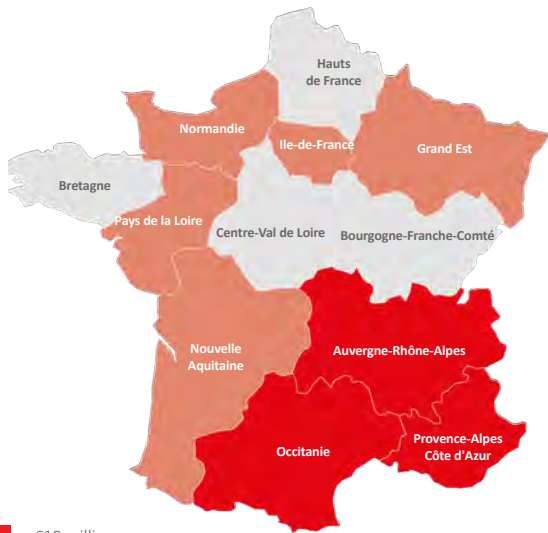 Hauts
de France
Normandie
Ile-de-France
Grand Est
Bretagne
Pays de la Loire
Centre-Val de Loire
Bourgogne-Franche-Comté
Nouvelle
Aquitaine
Auvergne-Rhône-Alpes
Occitanie
Provence-Alpes
Côte d'Azur